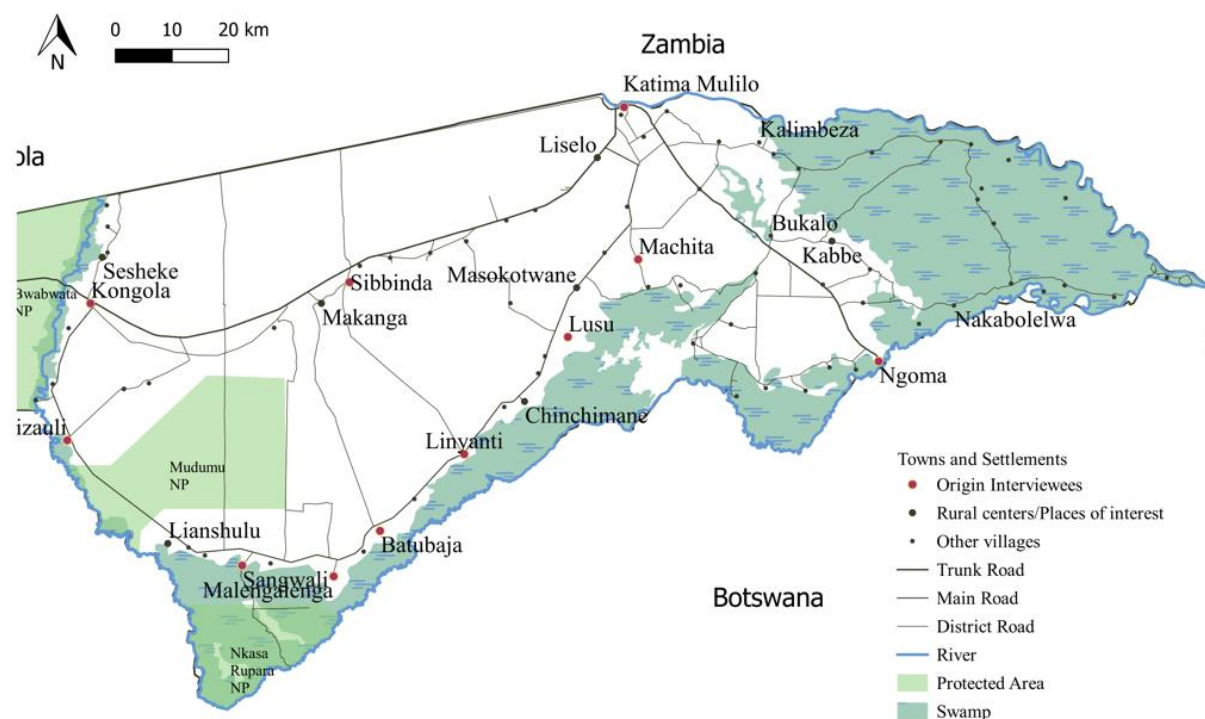 0 10 20 km
N
Zambia
Katima Mulilo
Kalimbeza
Liselo
ola
Bukalo
Machita
Kabbe
Sesheke
Masokotwane
Sibbinda
Kongola
Bwabwata
NP
Makanga
Nakabolelwa
Lusu
Ngoma
Chinchimane
izauli
Linyanti
Mudumu
NP
Lianshulu
Batubaja
Sangwali
Malengalenga
Botswana
Nkasa
Rupara
NP
Towns and Settlements
Origin Interviewees
Rural centers/Places of interest
Other villages
Trunk Road
Main Road
District Road
River
Protected Area
Swamp